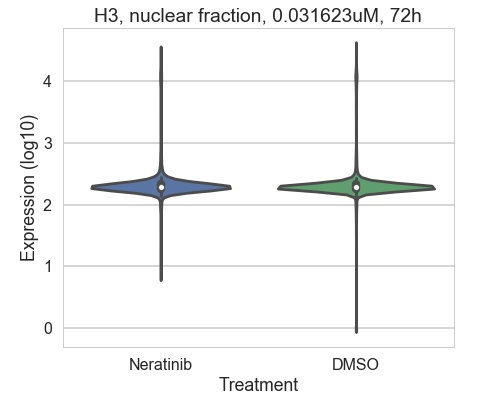 H3, nuclear fraction, 0.031623uM, 72h
Expression (log10)
4
3
2
1
0
Neratinib DMSO
Treatment